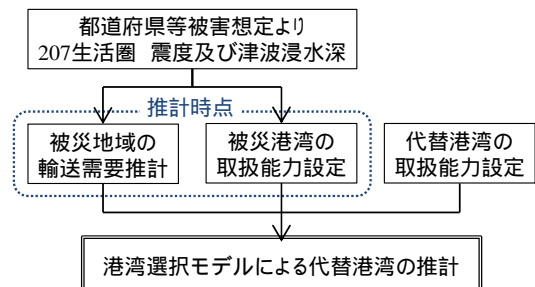 都道府県等被害想定より
207生活圏 震度及び津波浸水深
推計時点
被災地域の
輸送需要推計
被災港湾の
取扱能力設定
代替港湾の
取扱能力設定
港湾選択モデルによる代替港湾の推計